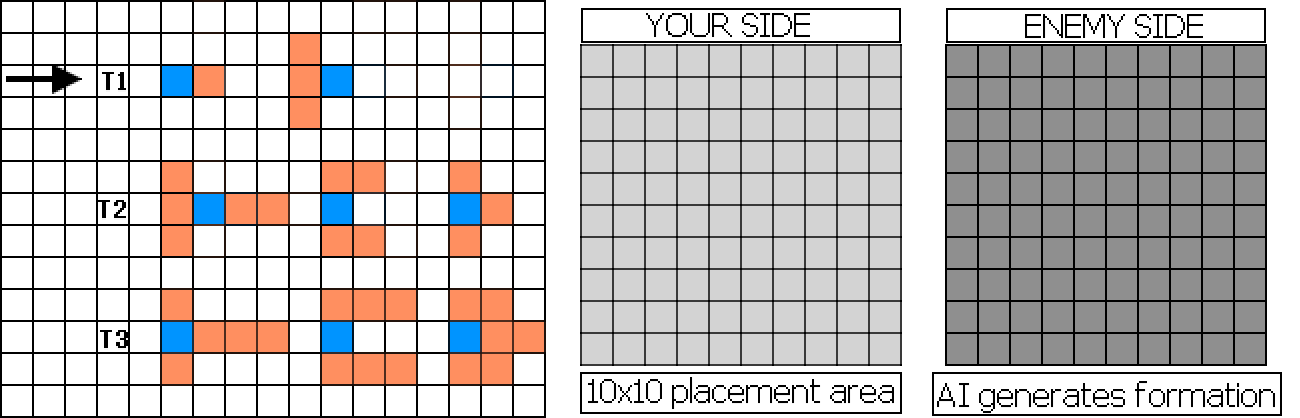 T1
T2
T3
YOUR SIDE
10x10 placement area
ENEMY SIDE
AI generates formation